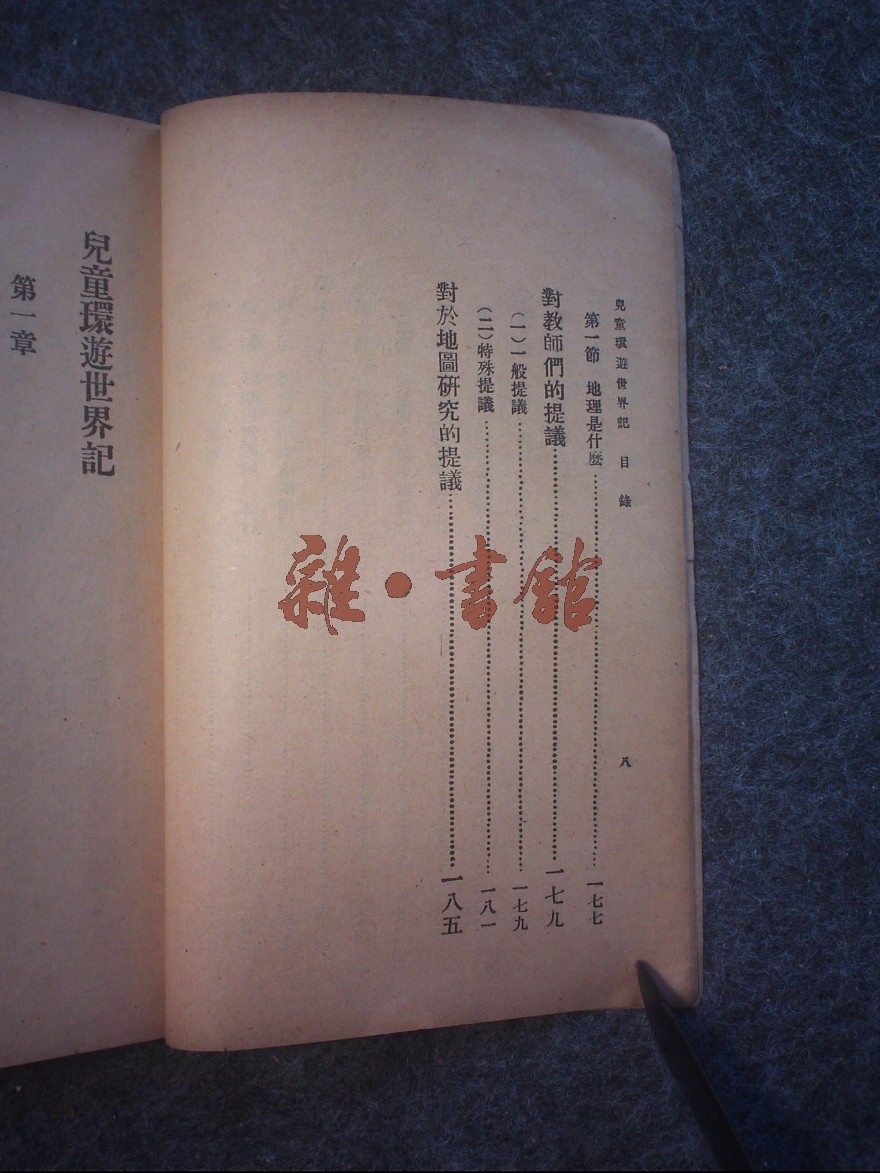 兒童環遊世界記 目錄 八
第一節 地理是什麼 一七七
對教師們的提議 一七九
(一)一般提議 一七九
(二)特殊提議 一八一
對於地圖研究的提議 一八五
兒童環遊世界記
第一章
雜·書館